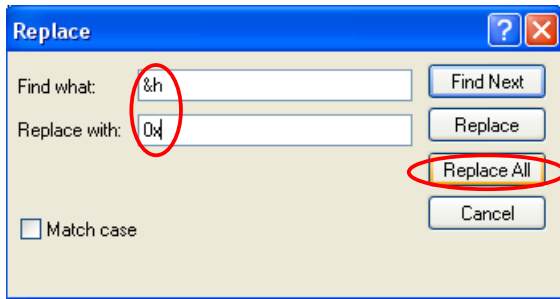 Replace
Find what: &h Find Next
Replace with: 0x Replace
Replace All
Match case Cancel